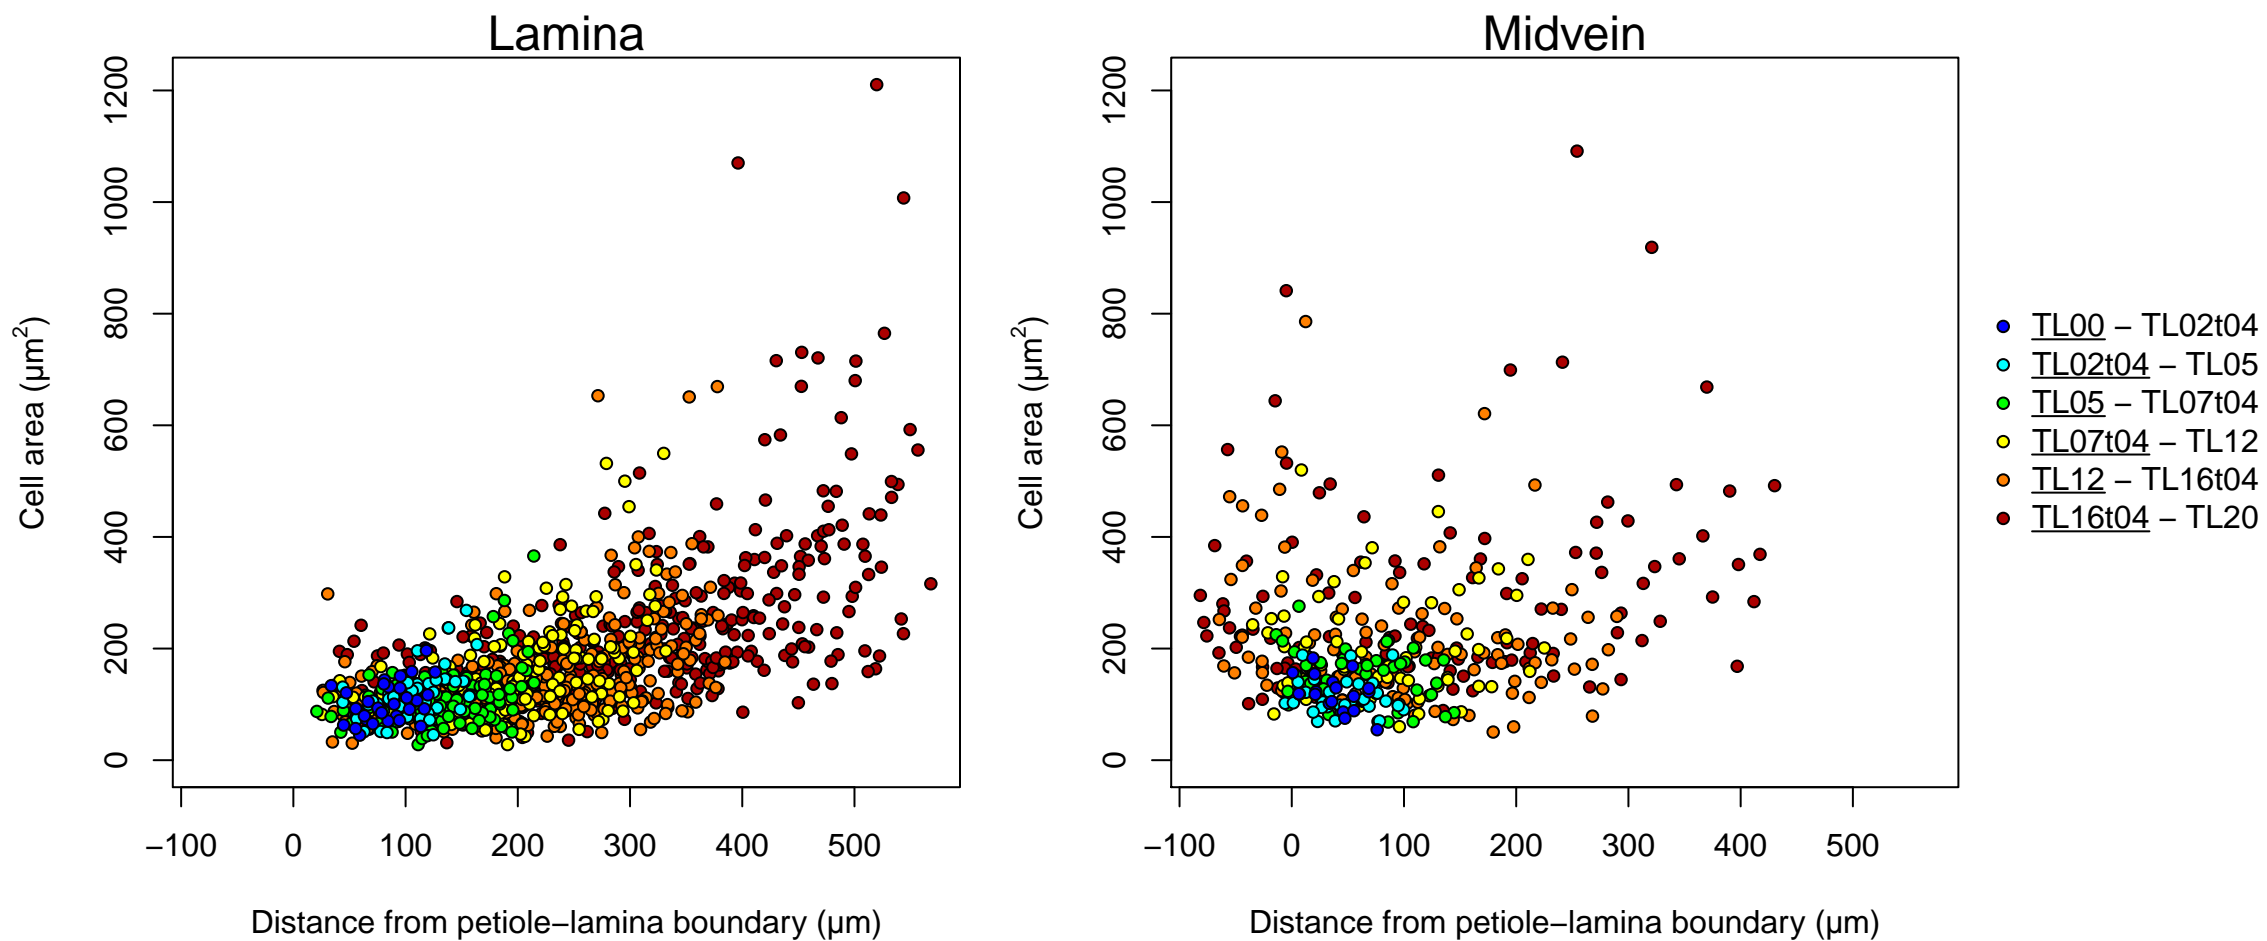 Lamina
Midvein
Cell area (µm²)
1200
1000
800
600
400
200
0
−100 0 100 200 300 400 500
Distance from petiole−lamina boundary (µm)
Cell area (µm²)
1200
1000
800
600
400
200
0
−100 0 100 200 300 400 500
Distance from petiole−lamina boundary (µm)
TL00 − TL02t04
TL02t04 − TL05
TL05 − TL07t04
TL07t04 − TL12
TL12 − TL16t04
TL16t04 − TL20